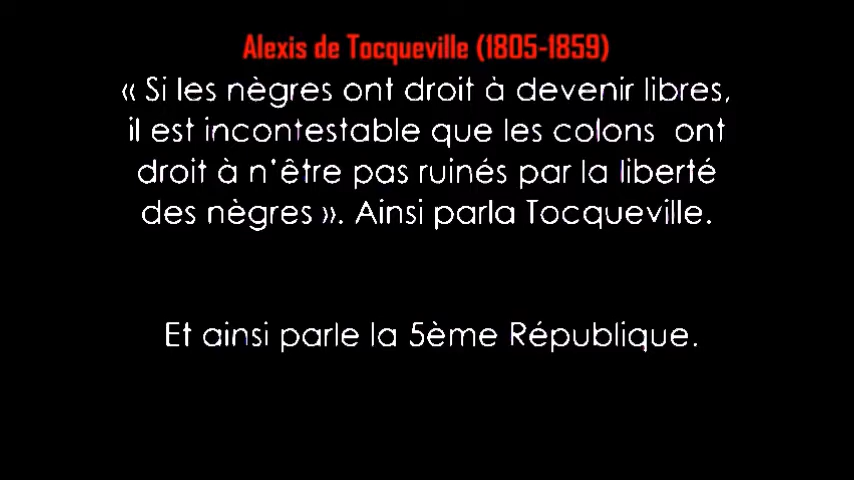 Alexis de Tocqueville (1805-1859)
« Si les nègres ont droit à devenir libres,
il est incontestable que les colons ont
droit à n'être pas ruinés par la liberté
des nègres ». Ainsi parla Tocqueville.
Et ainsi parle la 5ème République.